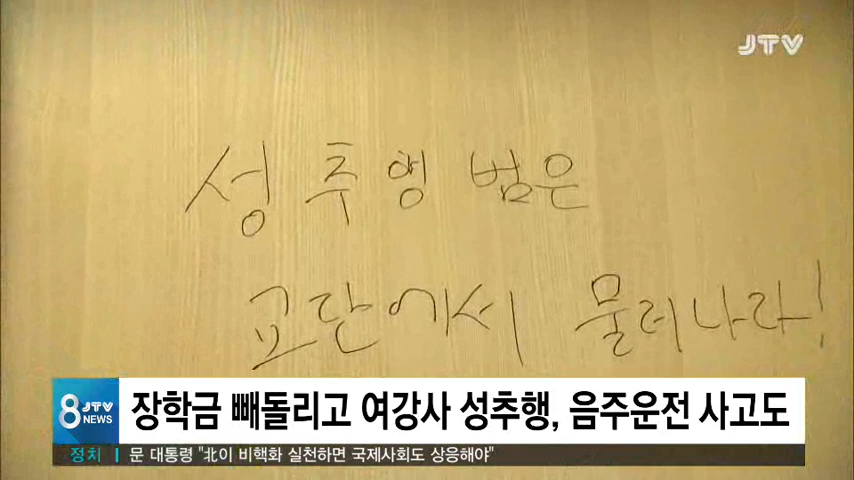 JTV
성추행범은
교단에서 물러나라!
8 JTV NEWS
장학금 빼돌리고 여강사 성추행, 음주운전 사고도
정치 | 문 대통령 "北이 비핵화 실천하면 국제사회도 상응해야"